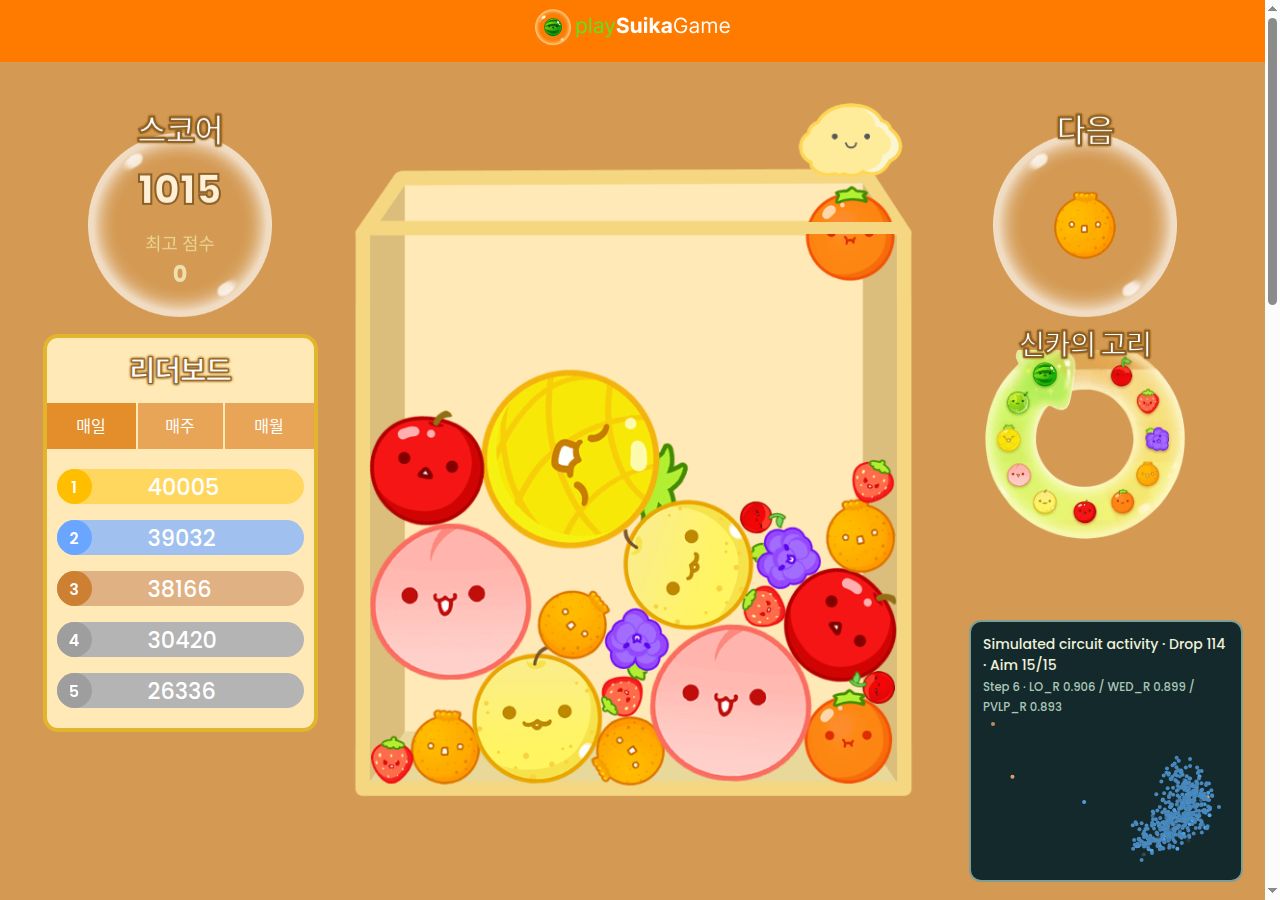 playSuikaGame
스코어
1015
최고 점수
0
다음
리더보드
매일 매주 매월
1 40005
2 39032
3 38166
4 30420
5 26336
신카의 고리
Simulated circuit activity · Drop 114
· Aim 15/15
Step 6 · LO_R 0.906 / WED_R 0.899 /
PVLP_R 0.893